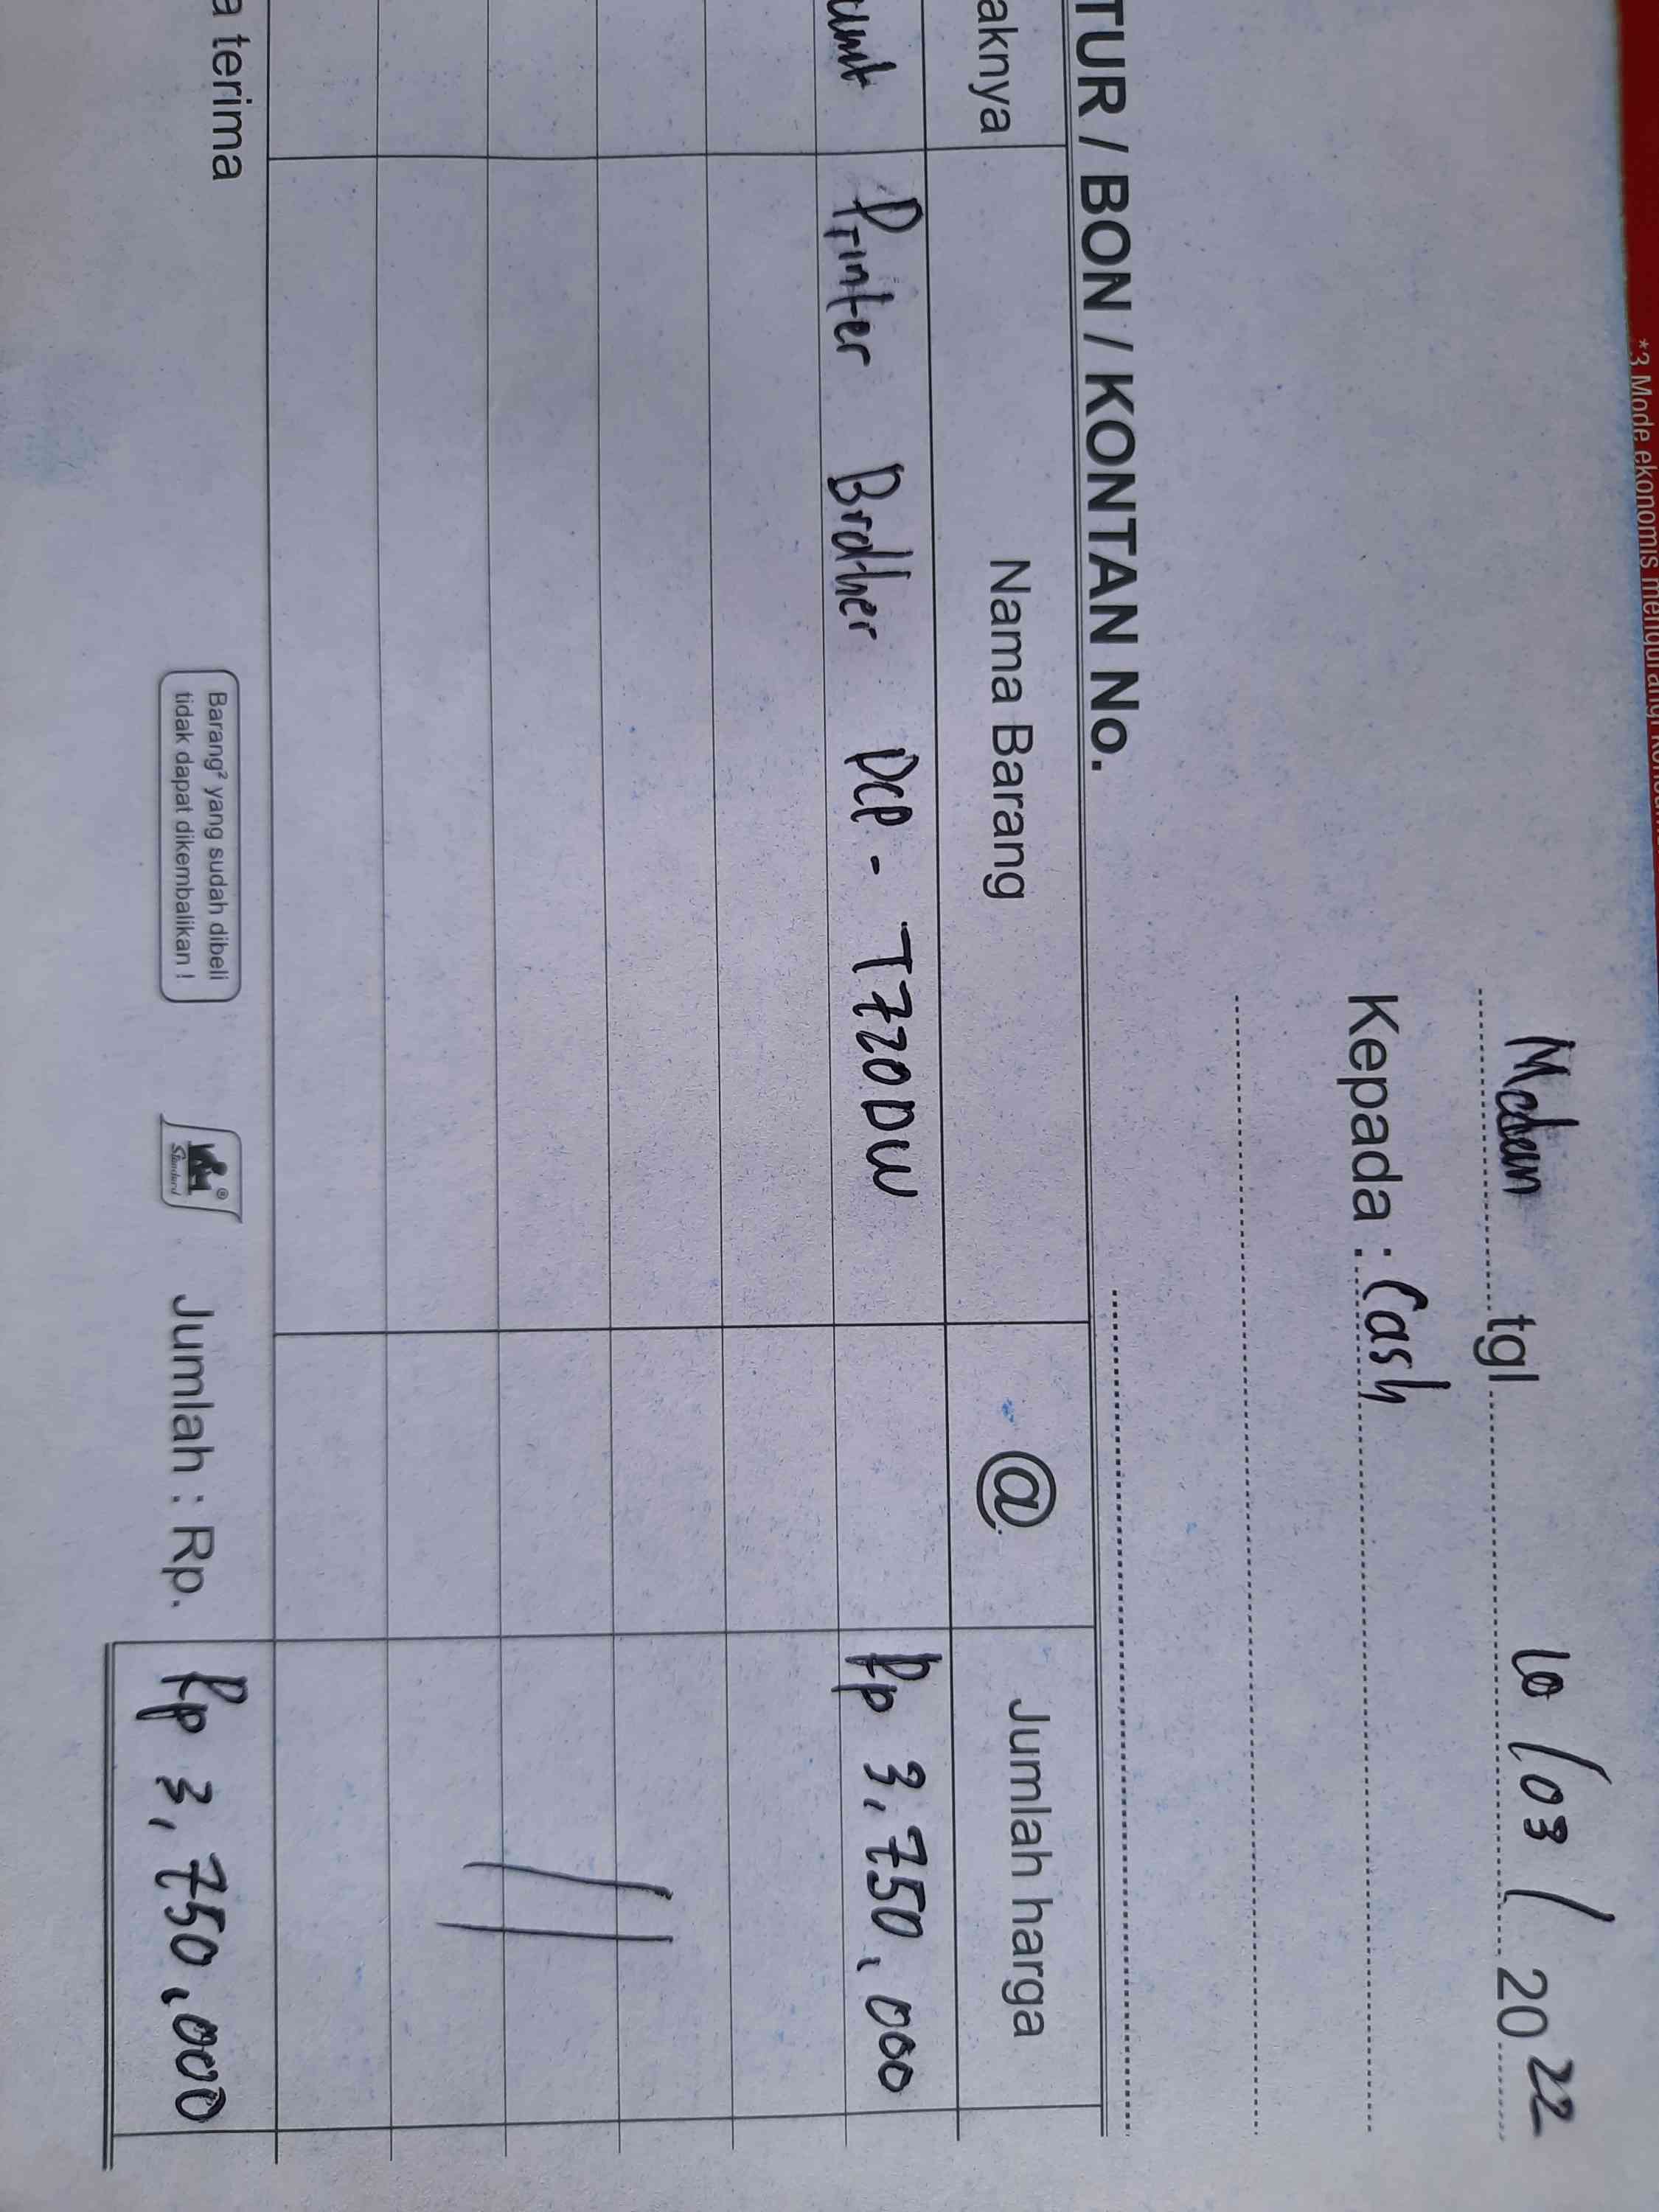 *3 Mode ekonomis mengurangi
Medan tgl 10 / 03 / 2022
Kepada : Cash
TUR / BON / KONTAN No.
aknya Nama Barang @ Jumlah harga
unit Printer Brother DCP - T720DW Rp 3,750,000
a terima Barang² yang sudah dibeli
tidak dapat dikembalikan !
Standard
Jumlah : Rp. Rp 3,750,000